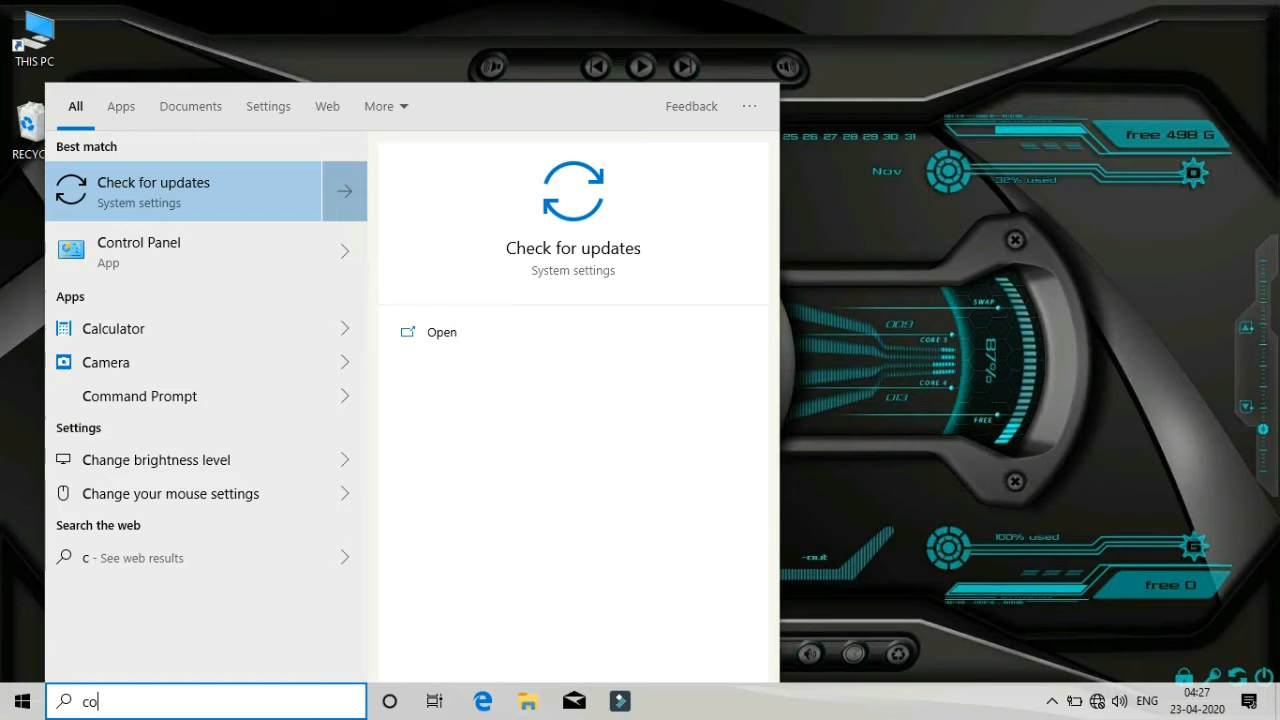 THIS PC
RECYC
All Apps Documents Settings Web More Feedback ...
Best match
Check for updates
System settings
Control Panel
App
Apps
Calculator
Camera
Command Prompt
Settings
Change brightness level
Change your mouse settings
Search the web
c - See web results
Check for updates
System settings
Open
25 26 27 28 29 30 31
Nov
free 498 G
32% used
D
SWAP
009
CORE 3
87%
CORE 4
013
FREE
100% used
G
-out
free 0
co
ENG
04:27
23-04-2020